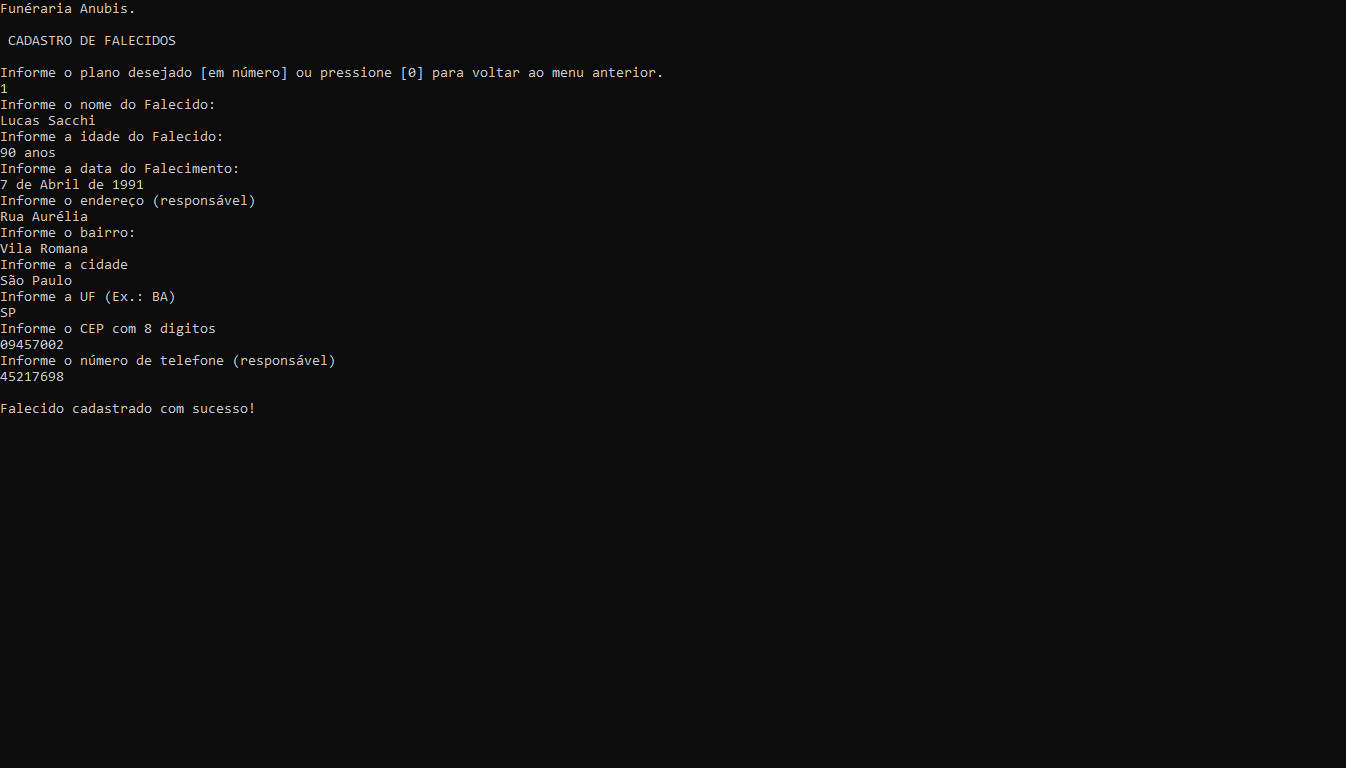 Funéraria Anubis.
CADASTRO DE FALECIDOS
Informe o plano desejado [em número] ou pressione [0] para voltar ao menu anterior.
1
Informe o nome do Falecido:
Lucas Sacchi
Informe a idade do Falecido:
90 anos
Informe a data do Falecimento:
7 de Abril de 1991
Informe o endereço (responsável)
Rua Aurélia
Informe o bairro:
Vila Romana
Informe a cidade
São Paulo
Informe a UF (Ex.: BA)
SP
Informe o CEP com 8 digitos
09457002
Informe o número de telefone (responsável)
45217698
Falecido cadastrado com sucesso!